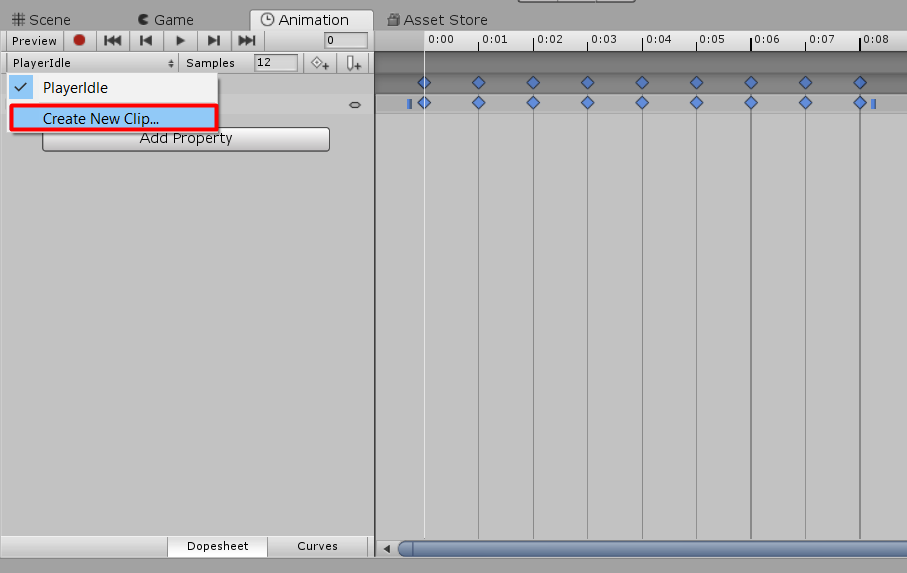 Scene Game Animation Asset Store
Preview 0 0:00 0:01 0:02 0:03 0:04 0:05 0:06 0:07 0:08
PlayerIdle Samples 12
PlayerIdle
Create New Clip...
Add Property
Dopesheet Curves